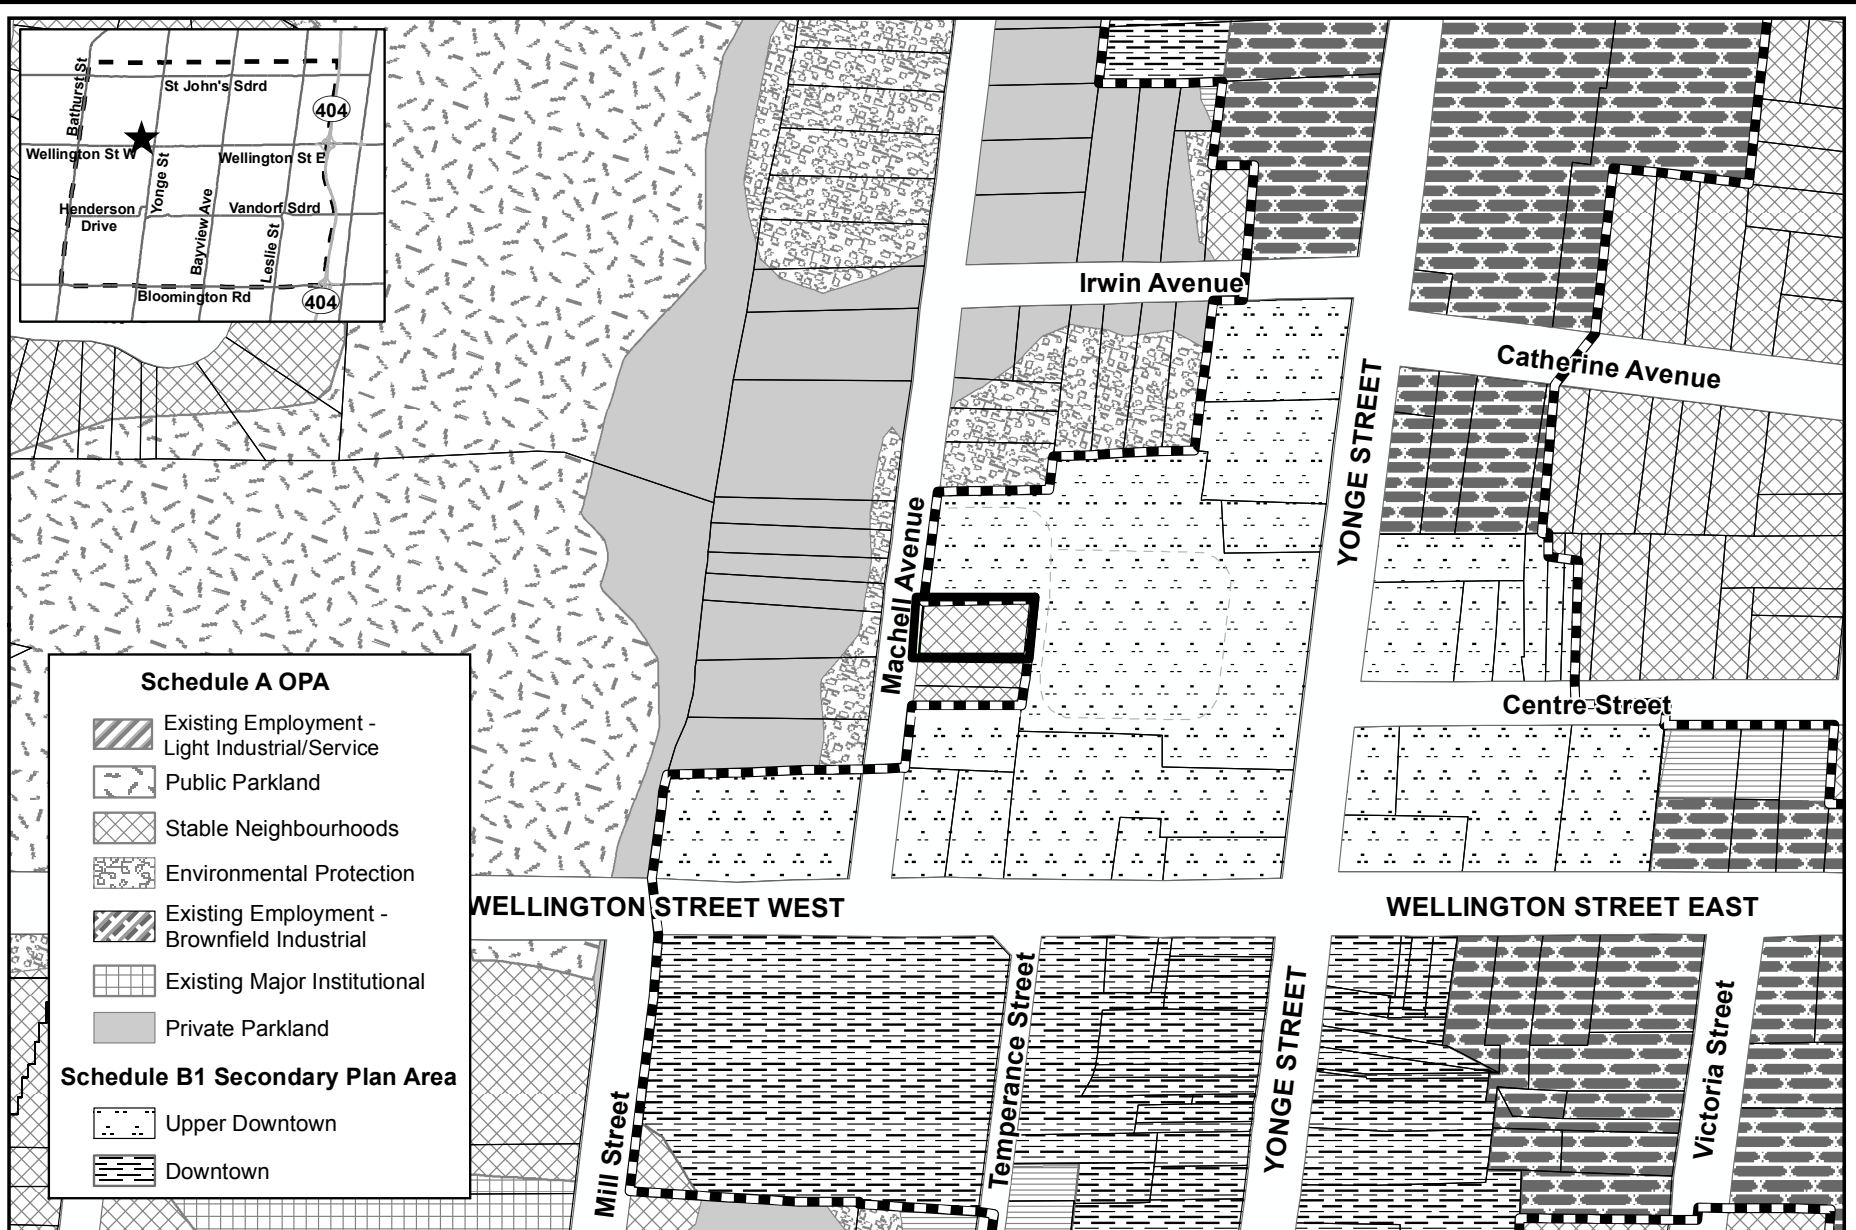 Bathurst St
St John's Sdrd
404
Wellington St W
Yonge St
Wellington St E
Henderson
Drive
Bayview Ave
Vandorf Sdrd
Leslie St
Bloomington Rd
404
Irwin Avenue
Catherine Avenue
YONGE STREET
Machell Avenue
Centre Street
Schedule A OPA
Existing Employment -
Light Industrial/Service
Public Parkland
Stable Neighbourhoods
Environmental Protection
Existing Employment -
Brownfield Industrial
Existing Major Institutional
Private Parkland
Schedule B1 Secondary Plan Area
Upper Downtown
Downtown
WELLINGTON STREET WEST
WELLINGTON STREET EAST
Mill Street
Temperance Street
YONGE STREET
Victoria Street